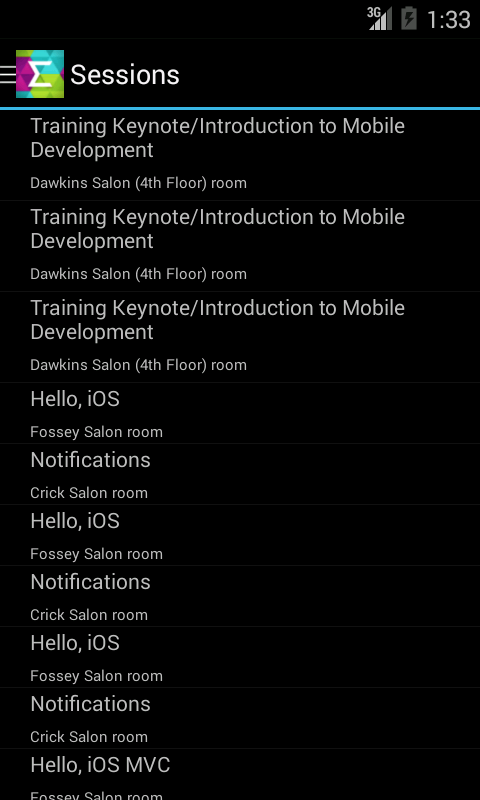 3G 1:33
Sessions
Training Keynote/Introduction to Mobile
Development
Dawkins Salon (4th Floor) room
Training Keynote/Introduction to Mobile
Development
Dawkins Salon (4th Floor) room
Training Keynote/Introduction to Mobile
Development
Dawkins Salon (4th Floor) room
Hello, iOS
Fossey Salon room
Notifications
Crick Salon room
Hello, iOS
Fossey Salon room
Notifications
Crick Salon room
Hello, iOS
Fossey Salon room
Notifications
Crick Salon room
Hello, iOS MVC
Fossey Salon room